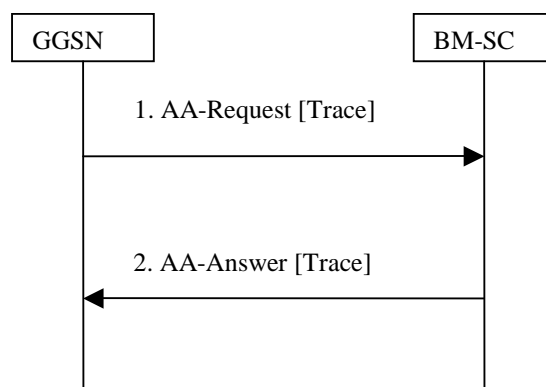 GGSN
BM-SC
1. AA-Request [Trace]
2. AA-Answer [Trace]